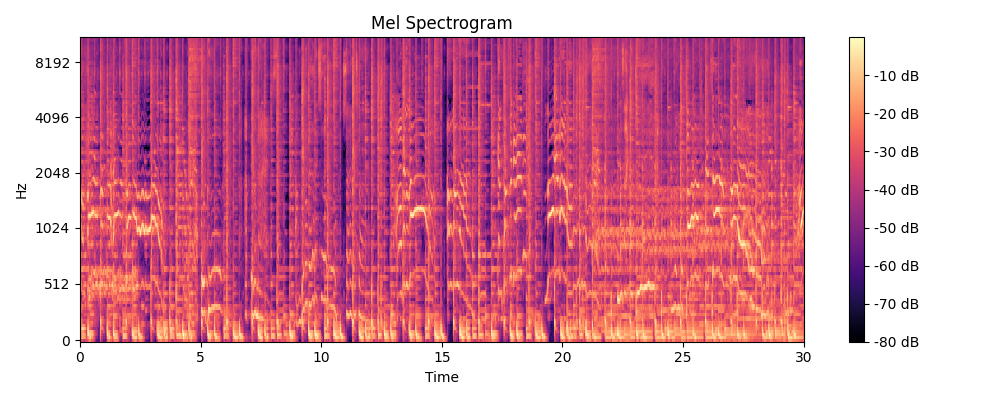 Mel Spectrogram
8192
4096
2048
1024
512
0
Hz
0
5
10
15
20
25
30
Time
-10 dB
-20 dB
-30 dB
-40 dB
-50 dB
-60 dB
-70 dB
-80 dB